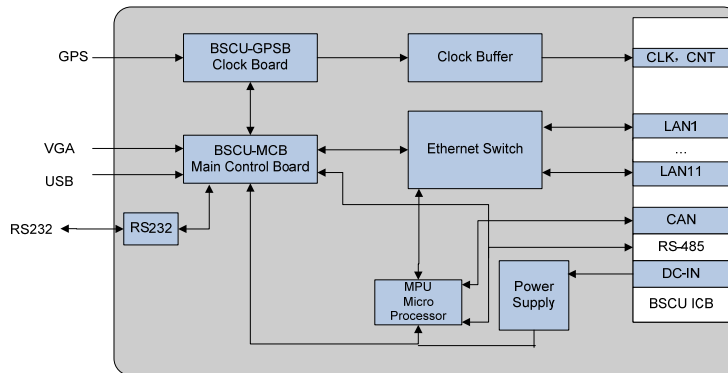 GPS
BSCU-GPSB
Clock Board
Clock Buffer
CLK，CNT
VGA
USB
BSCU-MCB
Main Control Board
Ethernet Switch
LAN1
...
LAN11
RS232
RS232
CAN
RS-485
DC-IN
BSCU ICB
MPU
Micro
Processor
Power
Supply